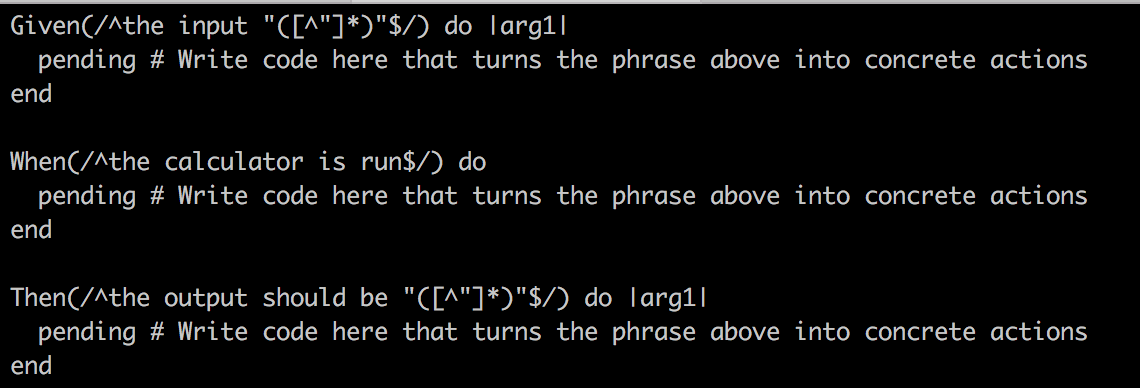 Given(/^the input "([^"]*)"$/) do |arg1|
  pending # Write code here that turns the phrase above into concrete actions
end

When(/^the calculator is run$/) do
  pending # Write code here that turns the phrase above into concrete actions
end

Then(/^the output should be "([^"]*)"$/) do |arg1|
  pending # Write code here that turns the phrase above into concrete actions
end